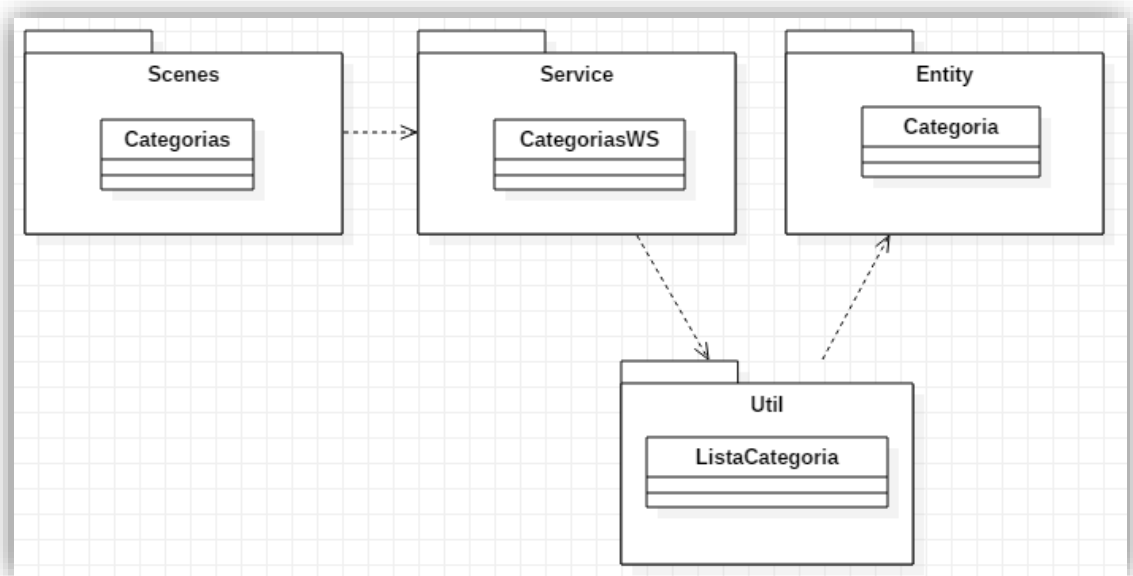 Scenes
Categorias
Service
CategoriasWS
Entity
Categoria
Util
ListaCategoria